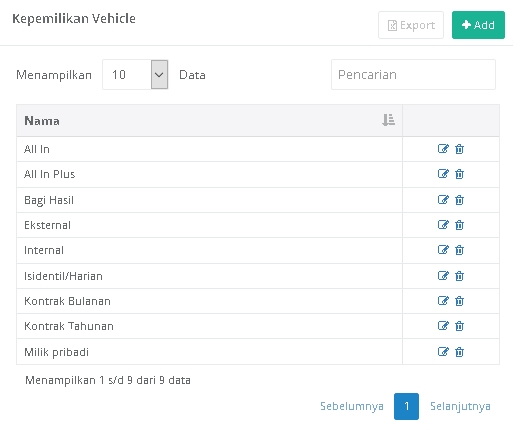 Kepemilikan Vehicle
Export
Add
Menampilkan 10 Data
Pencarian
Nama
All In
All In Plus
Bagi Hasil
Eksternal
Internal
Isidentil/Harian
Kontrak Bulanan
Kontrak Tahunan
Milik pribadi
Menampilkan 1 s/d 9 dari 9 data
Sebelumnya 1 Selanjutnya